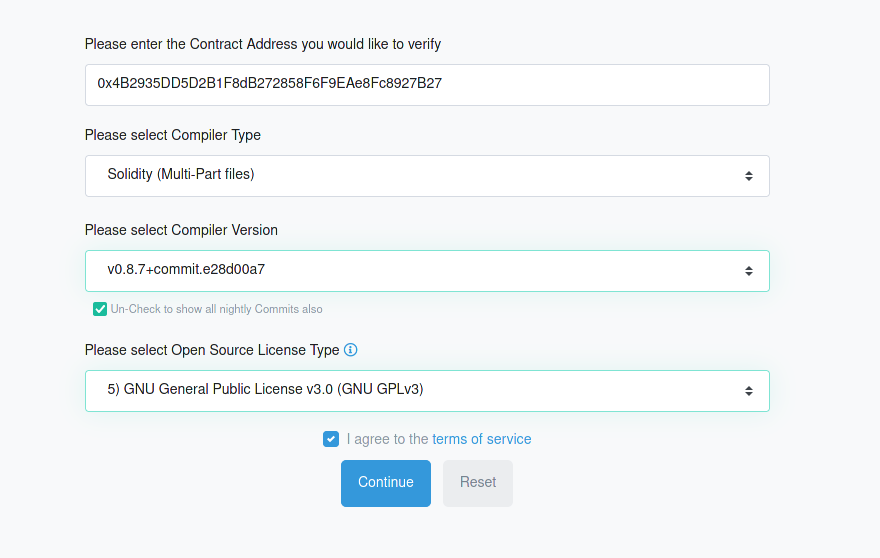 Please enter the Contract Address you would like to verify
0x4B2935DD5D2B1F8dB272858F6F9EAe8Fc8927B27
Please select Compiler Type
Solidity (Multi-Part files)
Please select Compiler Version
v0.8.7+commit.e28d00a7
Un-Check to show all nightly Commits also
Please select Open Source License Type
5) GNU General Public License v3.0 (GNU GPLv3)
I agree to the terms of service
Continue Reset